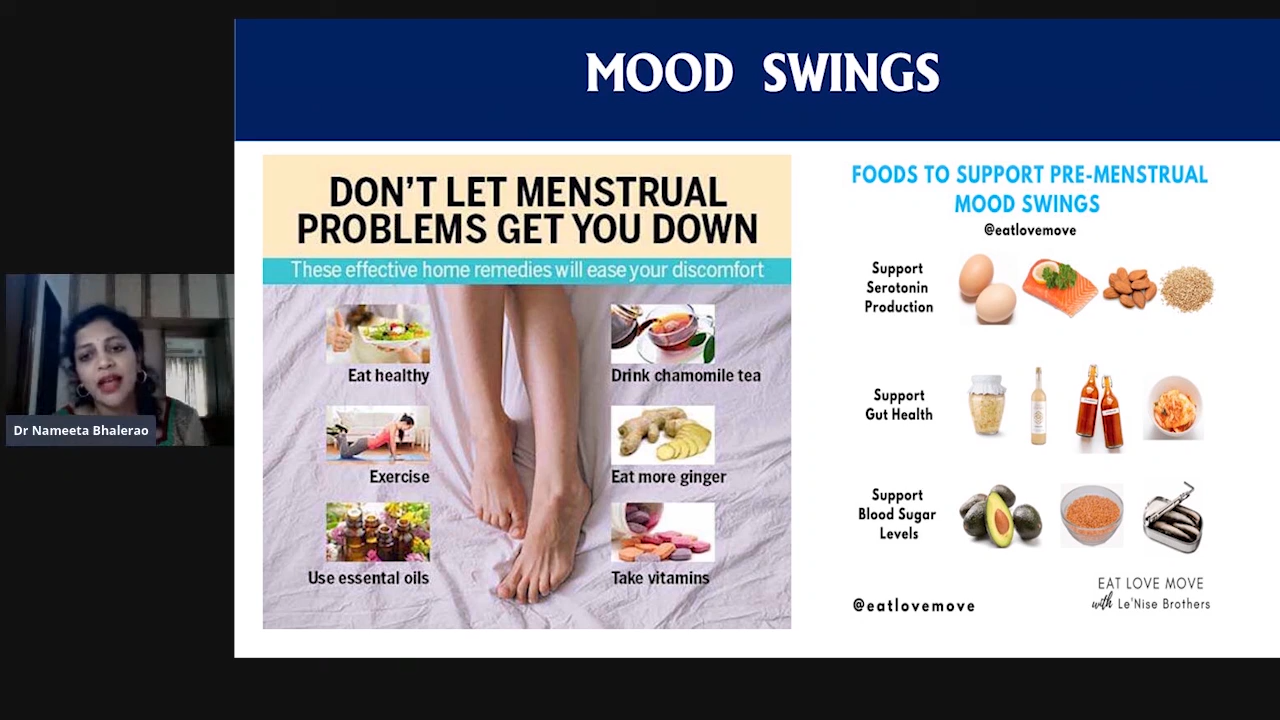 MOOD SWINGS
DON'T LET MENSTRUAL
PROBLEMS GET YOU DOWN
These effective home remedies will ease your discomfort
Eat healthy
Drink chamomile tea
Exercise
Eat more ginger
Use essental oils
Take vitamins
FOODS TO SUPPORT PRE-MENSTRUAL
MOOD SWINGS
@eatlovemove
Support
Serotonin
Production
Support
Gut Health
Support
Blood Sugar
Levels
EAT LOVE MOVE
with Le'Nise Brothers
@eatlovemove
Dr Nameeta Bhalerao